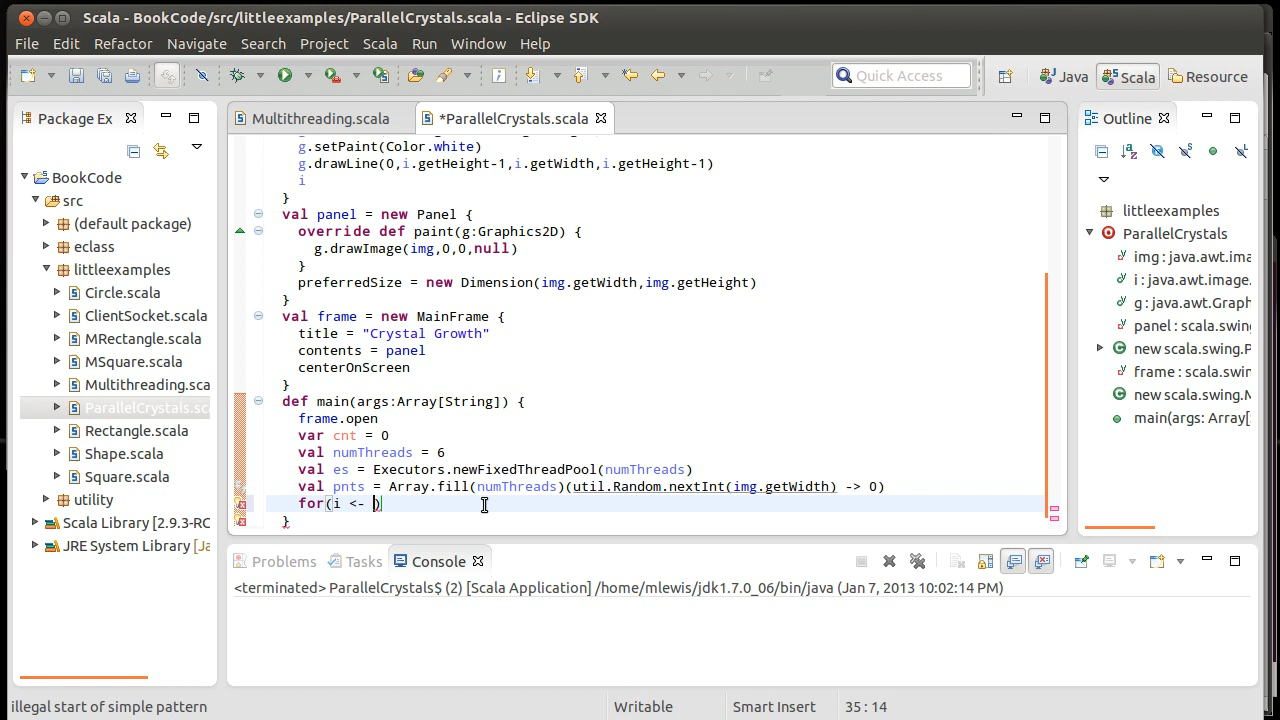 Scala - BookCode/src/littleexamples/ParallelCrystals.scala - Eclipse SDK
File Edit Refactor Navigate Search Project Scala Run Window Help
Quick Access
Java Scala Resource
Package Ex
Multithreading.scala
*ParallelCrystals.scala
Outline
BookCode
src
(default package)
eclass
littleexamples
Circle.scala
ClientSocket.scala
MRectangle.scala
MSquare.scala
Multithreading.sca
ParallelCrystals.sc
Rectangle.scala
Shape.scala
Square.scala
utility
Scala Library [2.9.3-RC
JRE System Library [Ja
g.setPaint(Color.white)
g.drawLine(0,i.getHeight-1,i.getWidth,i.getHeight-1)
i
}
val panel = new Panel {
override def paint(g:Graphics2D) {
g.drawImage(img,0,0,null)
}
preferredSize = new Dimension(img.getWidth,img.getHeight)
}
val frame = new MainFrame {
title = "Crystal Growth"
contents = panel
centerOnScreen
}
def main(args:Array[String]) {
frame.open
var cnt = 0
val numThreads = 6
val es = Executors.newFixedThreadPool(numThreads)
val pnts = Array.fill(numThreads)(util.Random.nextInt(img.getWidth) -> 0)
for(i <- )
}
littleexamples
ParallelCrystals
img : java.awt.ima
i : java.awt.image.
g : java.awt.Graph
panel : scala.swing
new scala.swing.P
frame : scala.swin
new scala.swing.M
main(args: Array[
Problems Tasks Console
<terminated> ParallelCrystals$ (2) [Scala Application] /home/mlewis/jdk1.7.0_06/bin/java (Jan 7, 2013 10:02:14 PM)
illegal start of simple pattern
Writable
Smart Insert
35 : 14